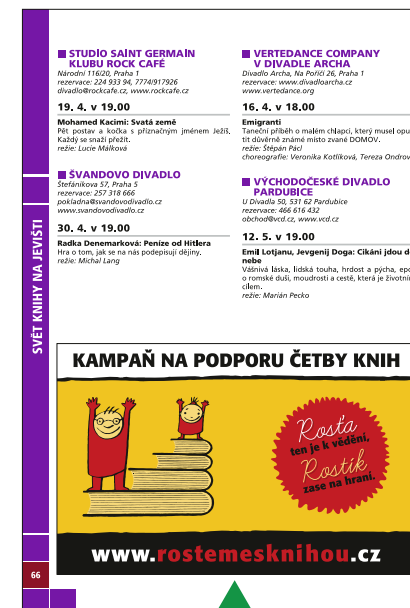 STUDIO SAINT GERMAIN
KLUBU ROCK CAFÉ
Národní 116/20, Praha 1
rezervace: 224 933 94, 7774/917926
divadlo@rockcafe.cz, www.rockcafe.cz
19. 4. v 19.00
Mohamed Kacimi: Svatá země
Pět postav a kočka s příznačným jménem Ježíš.
Každý se snaží přežít.
režie: Lucie Málková
ŠVANDOVO DIVADLO
Štefánikova 57, Praha 5
rezervace: 257 318 666
pokladna@svandovodivadlo.cz
www.svandovodivadlo.cz
30. 4. v 19.00
Radka Denemarková: Peníze od Hitlera
Hra o tom, jak se na nás podepisují dějiny.
režie: Michal Lang
VERTEDANCE COMPANY
V DIVADLE ARCHA
Divadlo Archa, Na Poříčí 26, Praha 1
rezervace: www.divadloarcha.cz
www.vertedance.org
16. 4. v 18.00
Emigranti
Taneční příběh o malém chlapci, který musel opu
tit důvěrně známé místo zvané DOMOV.
režie: Štěpán Pácl
choreografie: Veronika Kotlíková, Tereza Ondrov
VÝCHODOČESKÉ DIVADLO
PARDUBICE
U Divadla 50, 531 62 Pardubice
rezervace: 466 616 432
obchod@vcd.cz, www.vcd.cz
12. 5. v 19.00
Emil Lotjanu, Jevgenij Doga: Cikáni jdou d
nebe
Vášnivá láska, lidská touha, hrdost a pýcha, epo
o romské duši, moudrosti a cestě, která je životní
cílem.
režie: Marián Pecko
SVĚT KNIHY NA JEVIŠTI
KAMPAŇ NA PODPORU ČETBY KNIH
Rosťa
ten je k vědění,
Rostík
zase na hraní.
www.rostemesknihou.cz
66